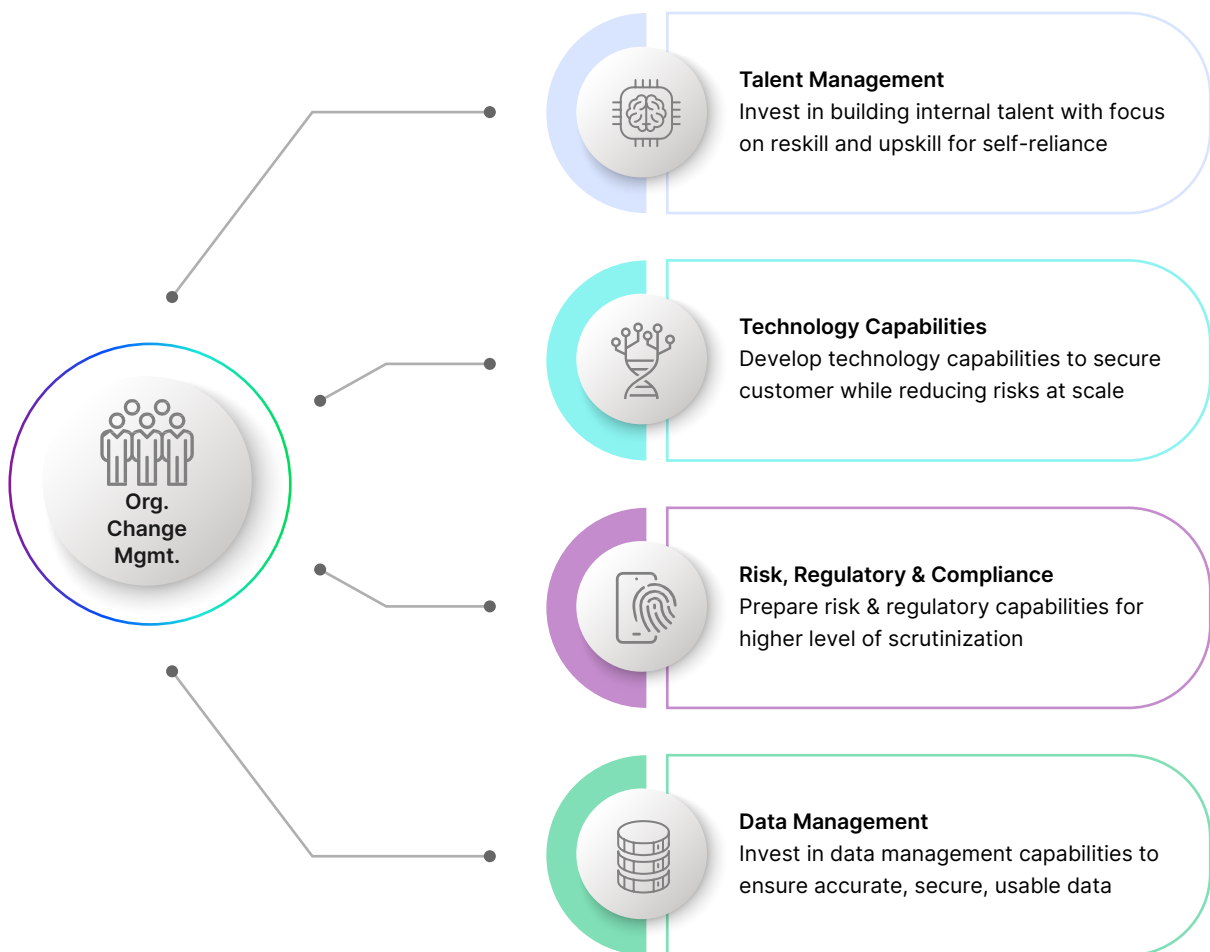 Talent Management
Invest in building internal talent with focus
on reskill and upskill for self-reliance
Technology Capabilities
Develop technology capabilities to secure
customer while reducing risks at scale
Org.
Change
Mgmt.
Risk, Regulatory & Compliance
Prepare risk & regulatory capabilities for
higher level of scrutinization
Data Management
Invest in data management capabilities to
ensure accurate, secure, usable data